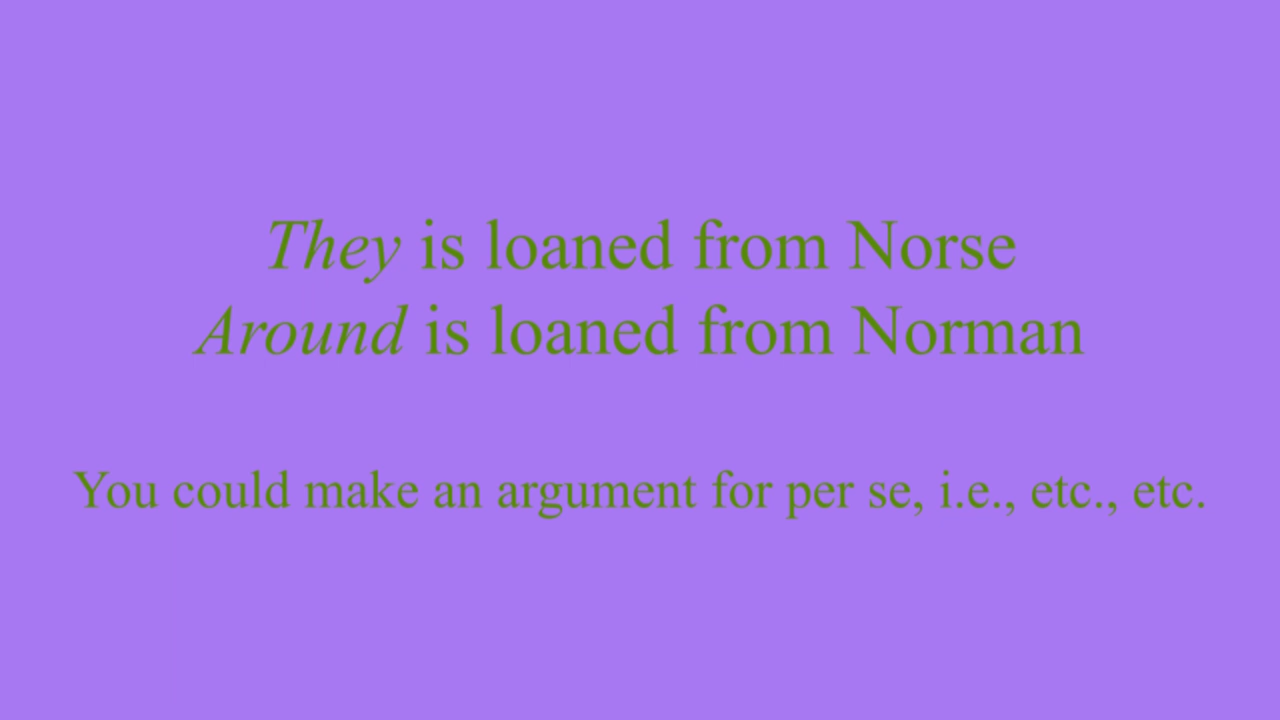 They is loaned from Norse
Around is loaned from Norman
You could make an argument for per se, i.e., etc., etc.